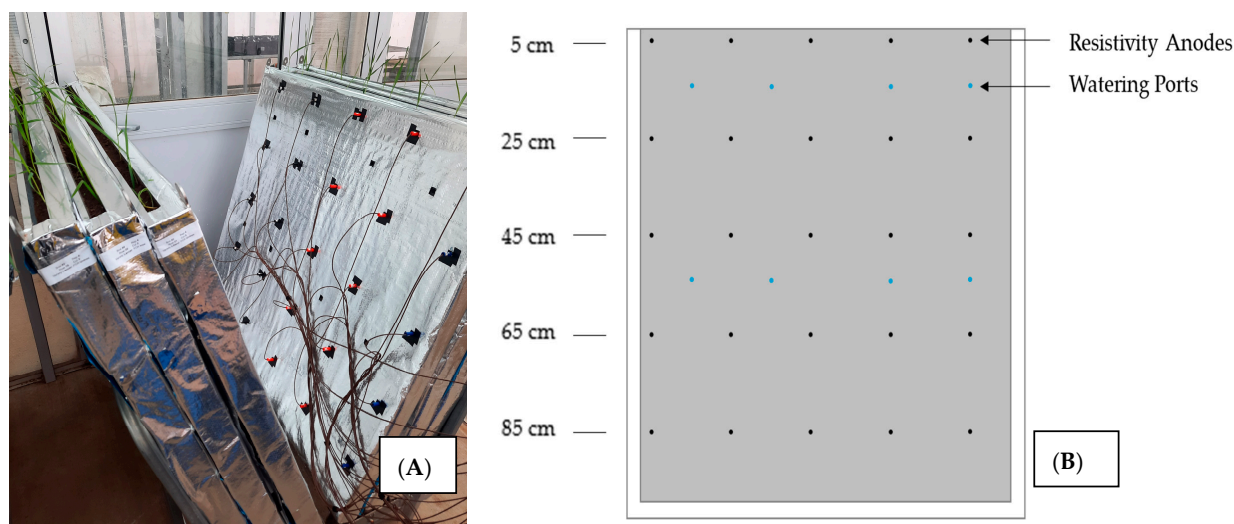 5 cm
Resistivity Anodes
Watering Ports
25 cm
45 cm
65 cm
85 cm
(A)
(B)